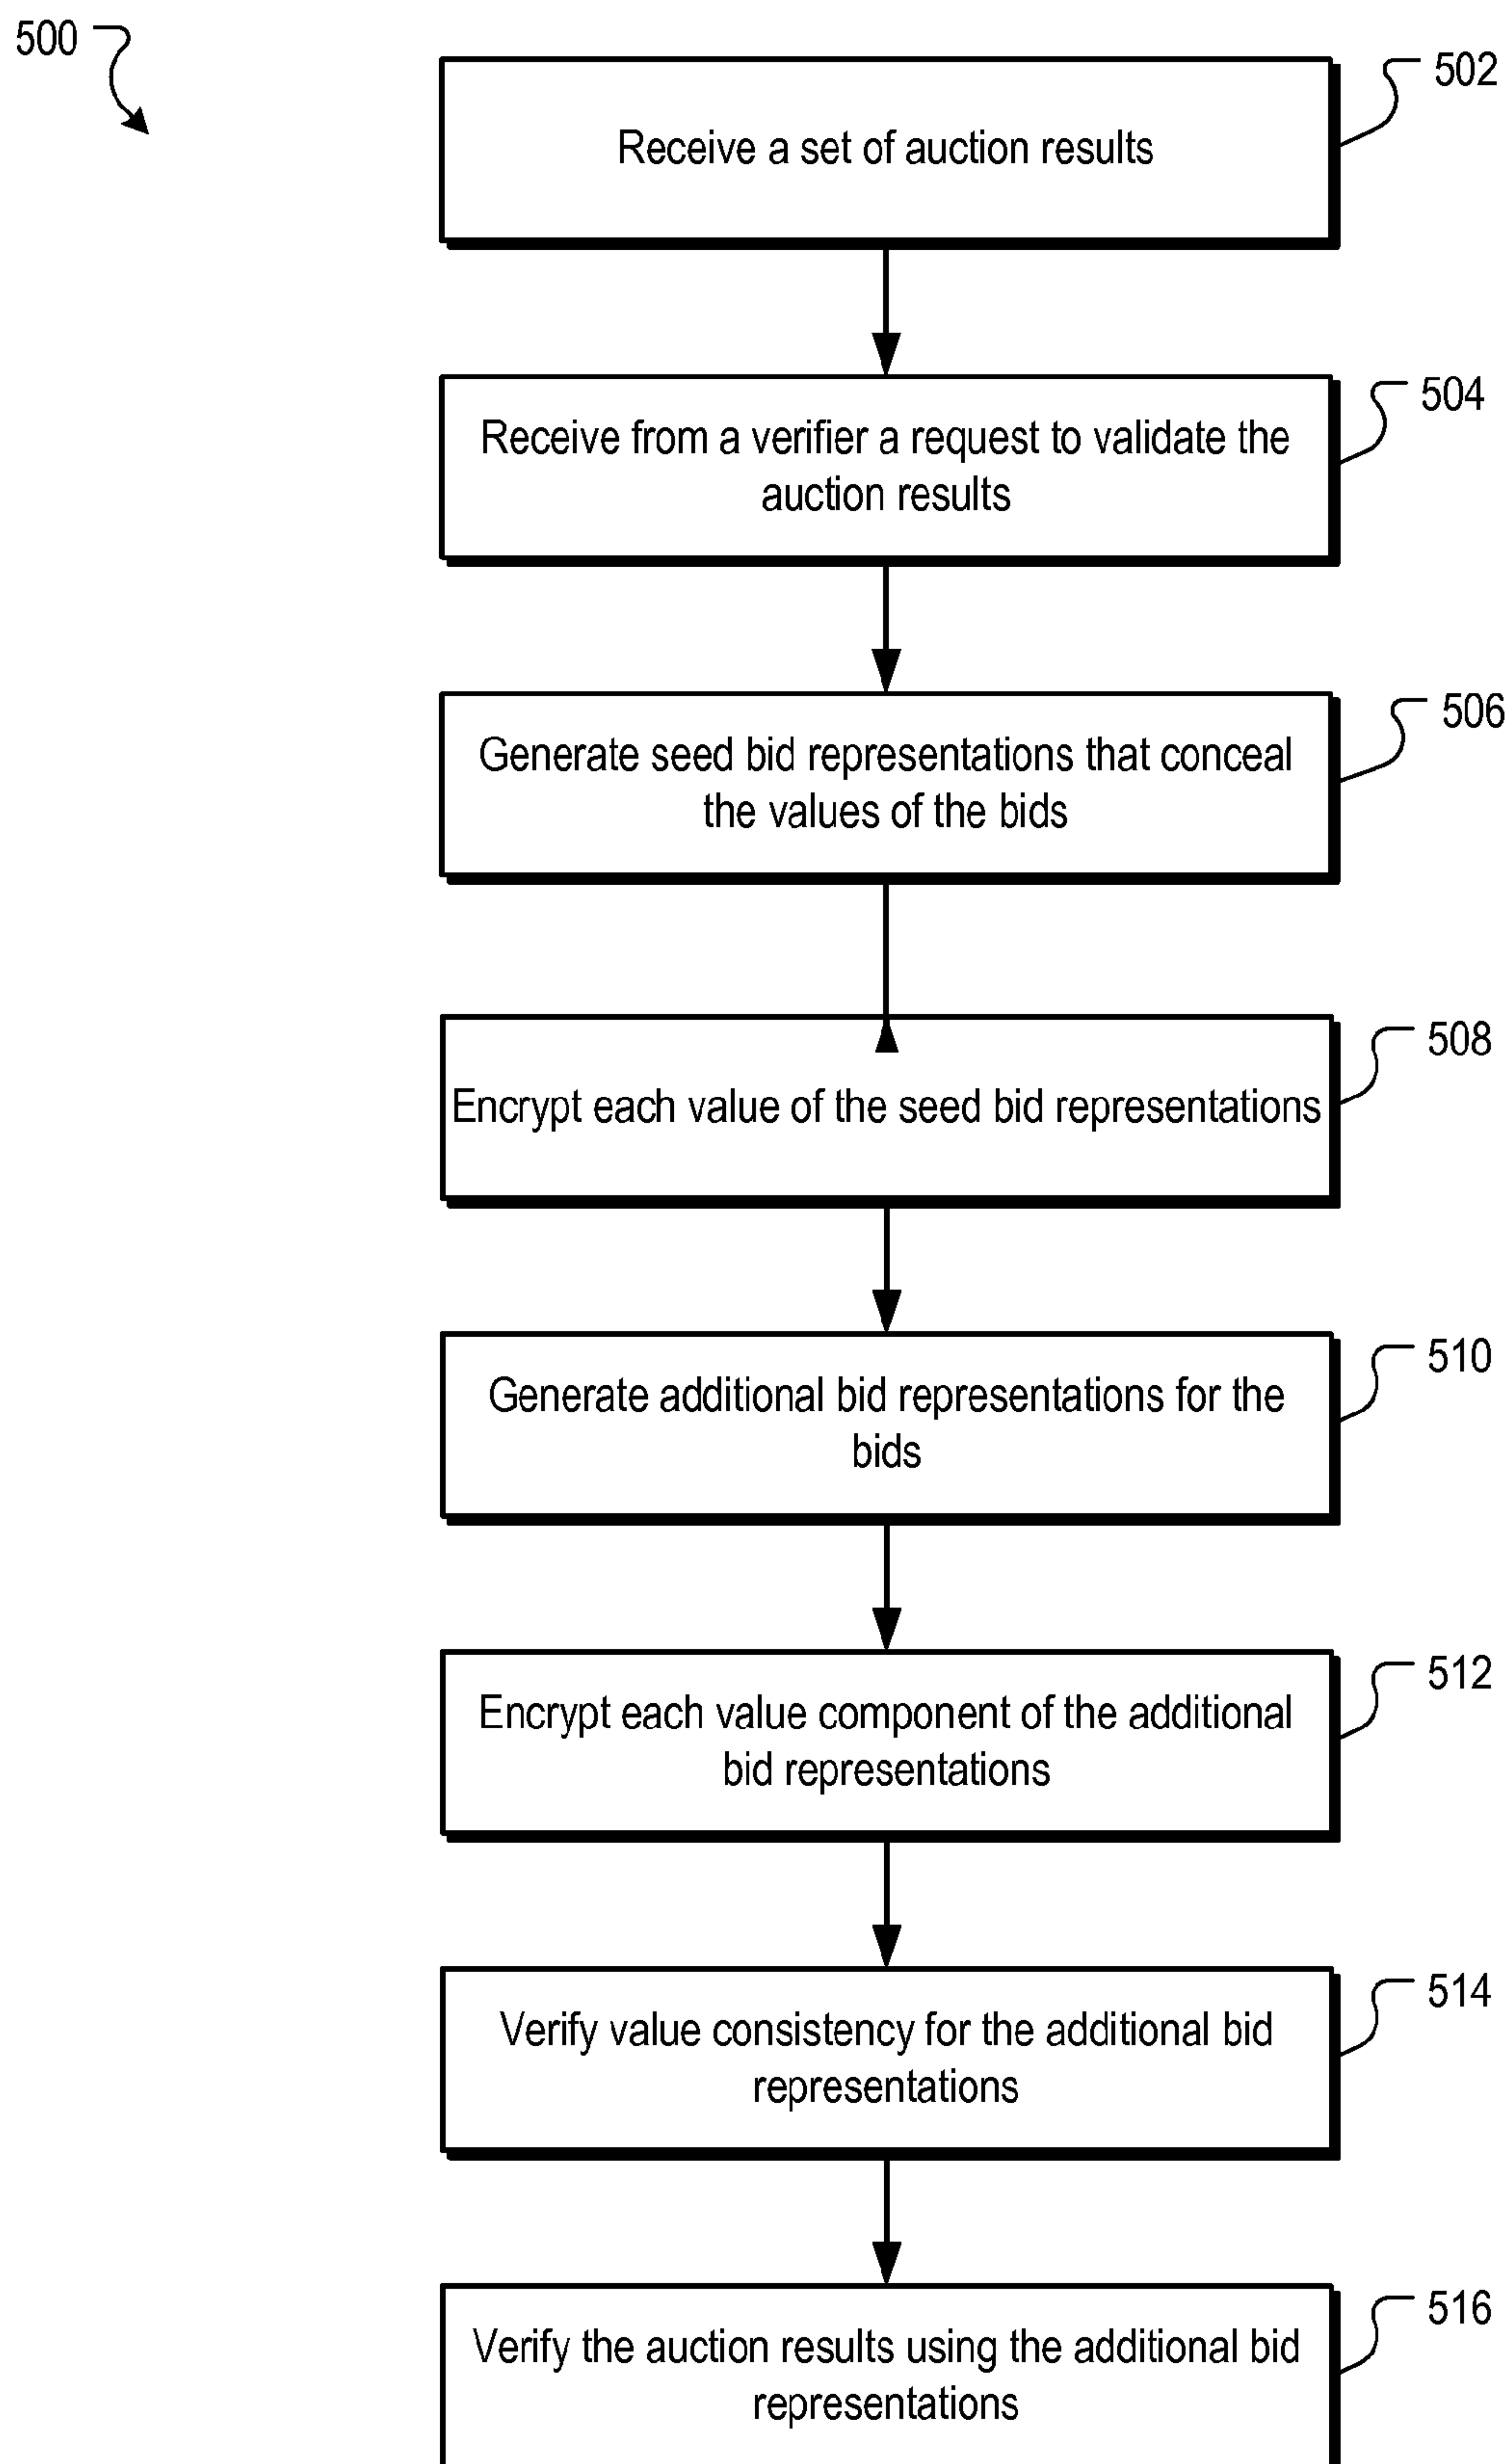 500
502
Receive a set of auction results
504
Receive from a verifier a request to validate the
auction results
506
Generate seed bid representations that conceal
the values of the bids
508
Encrypt each value of the seed bid representations
510
Generate additional bid representations for the
bids
512
Encrypt each value component of the additional
bid representations
514
Verify value consistency for the additional bid
representations
516
Verify the auction results using the additional bid
representations